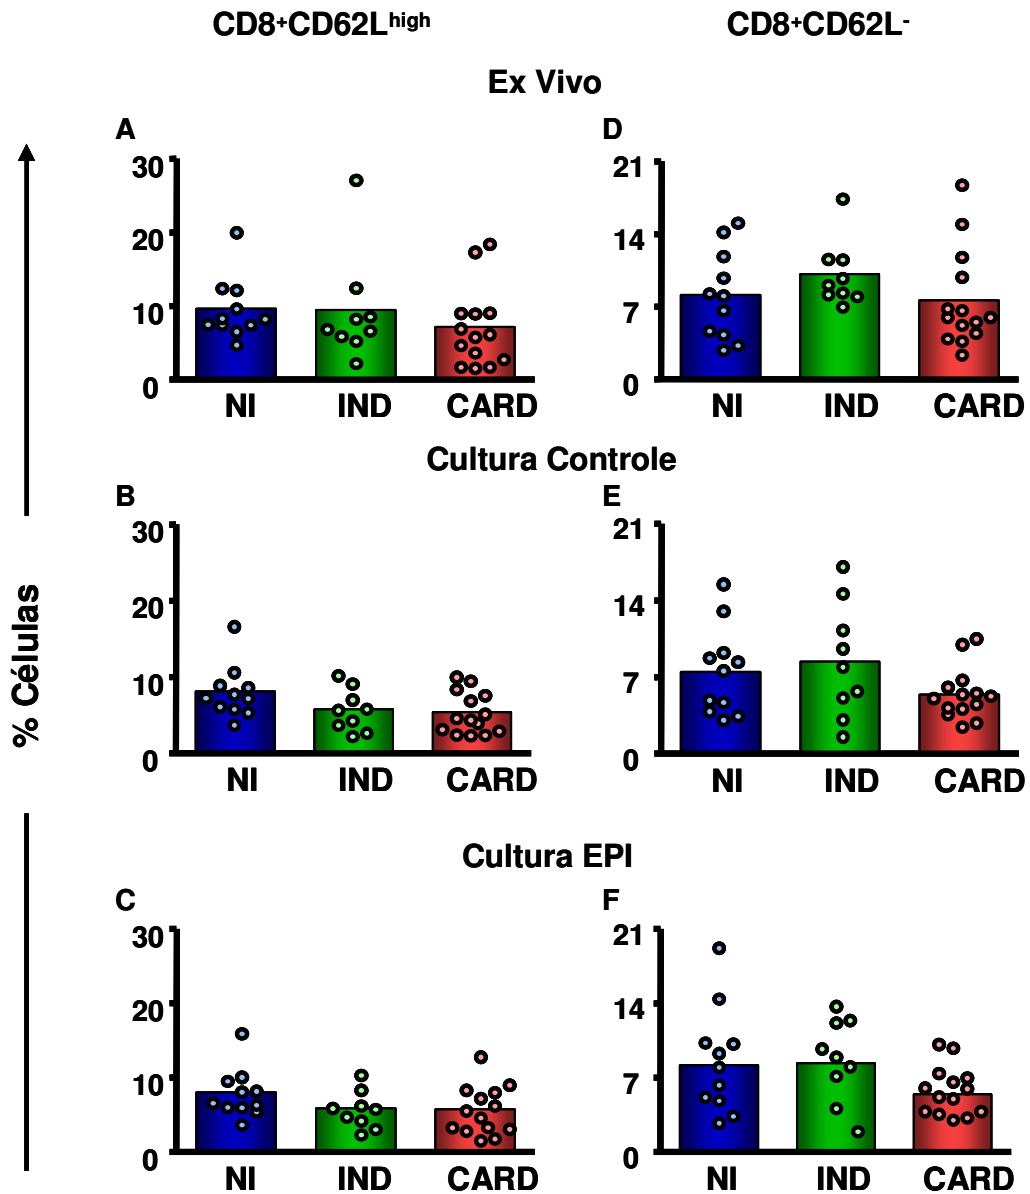 CD8+CD62Lhigh CD8+CD62L-
Ex Vivo
A D
30 21
20 14
10 7
0 0
NI IND CARD NI IND CARD
Cultura Controle
B E
30 21
20 14
10 7
0 0
NI IND CARD NI IND CARD
% Células
Cultura EPI
C F
30 21
20 14
10 7
0 0
NI IND CARD NI IND CARD